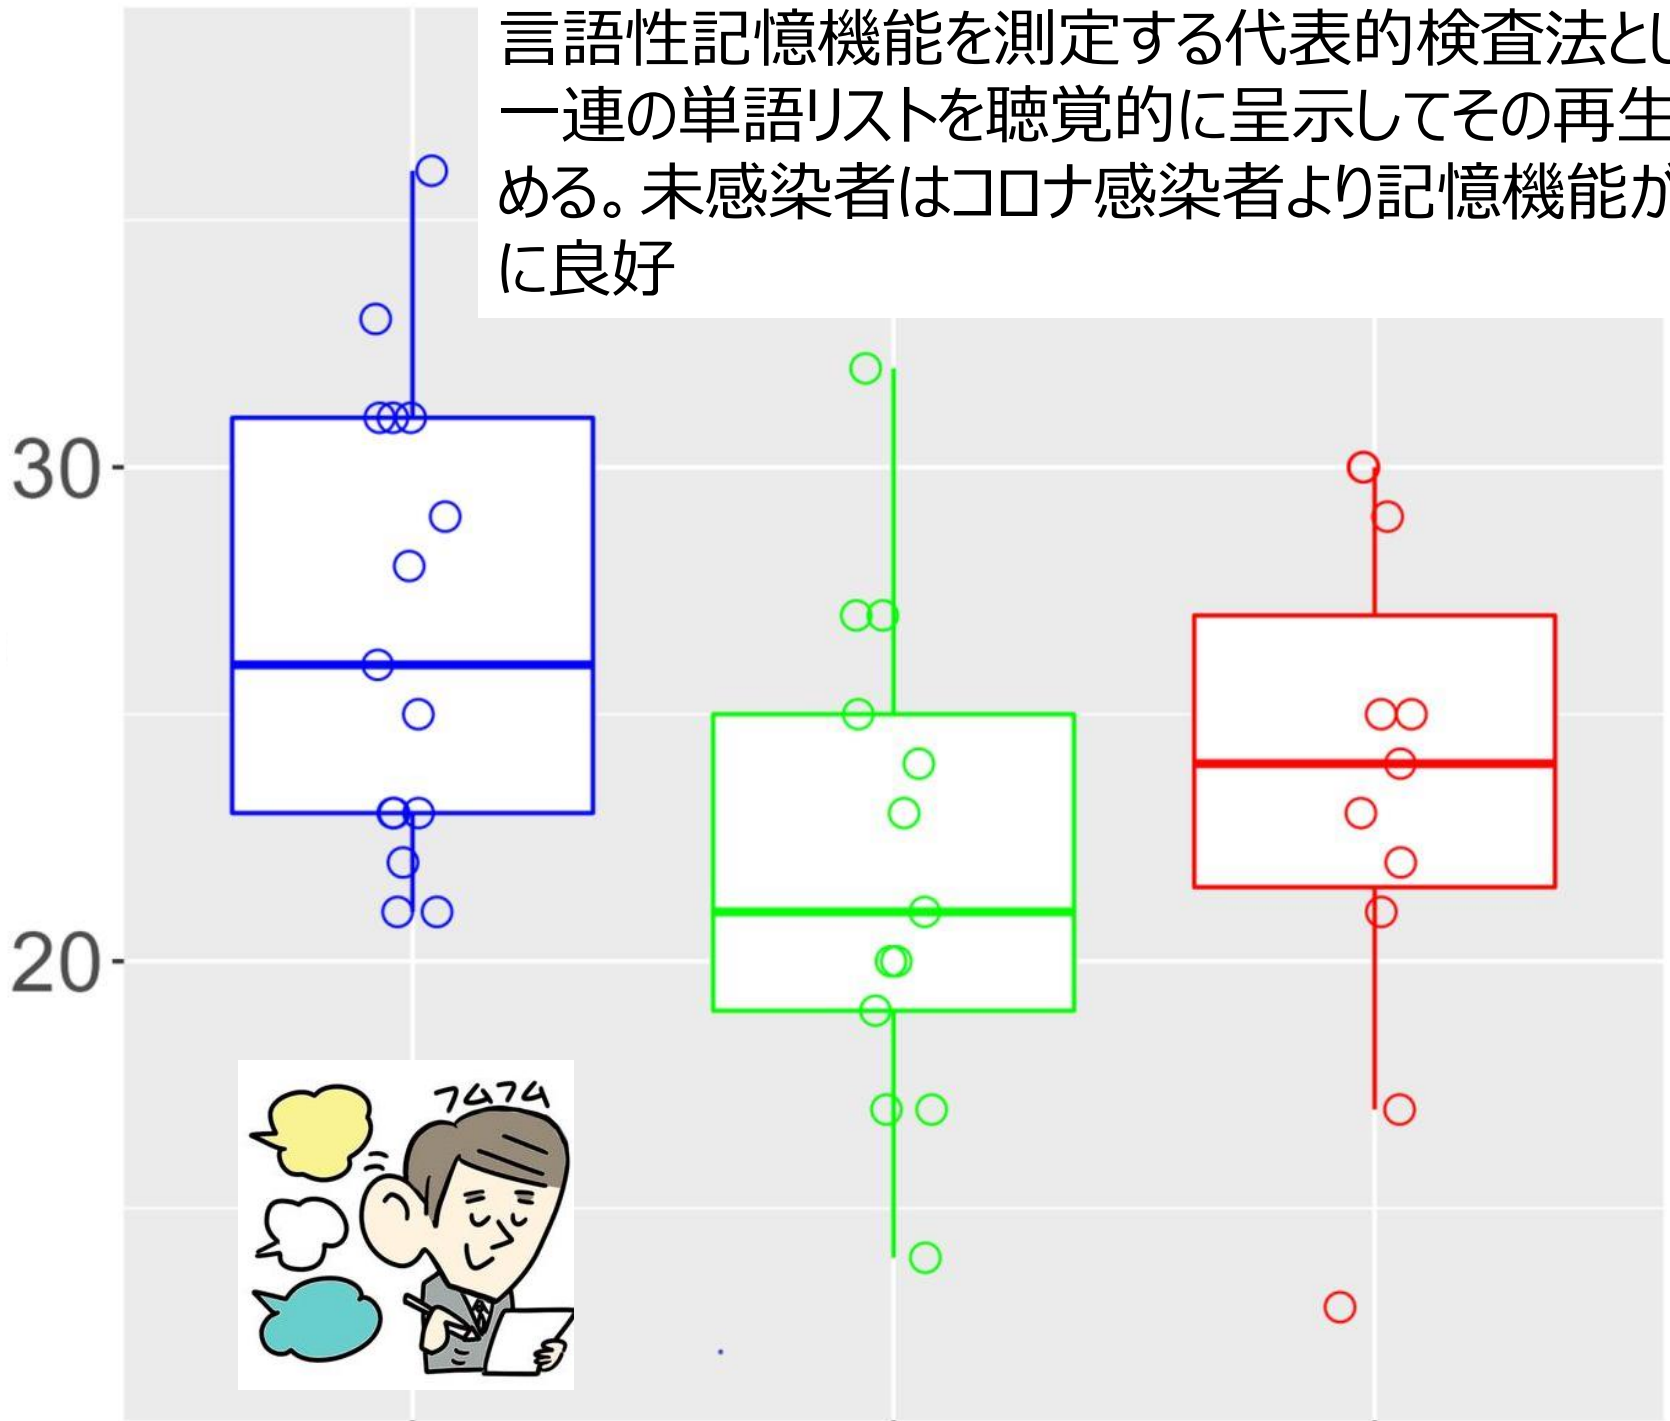 言語性記憶機能を測定する代表的検査法とし
一連の単語リストを聴覚的に呈示してその再生
める。未感染者はコロナ感染者より記憶機能が
に良好
30
20
フムフム